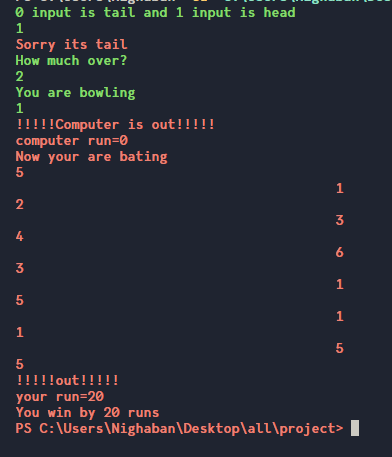 0 input is tail and 1 input is head
1
Sorry its tail
How much over?
2
You are bowling
1
!!!!!Computer is out!!!!!
computer run=0
Now your are bating
5
1
2
3
4
6
3
1
5
1
1
5
5
!!!!!out!!!!!
your run=20
You win by 20 runs
PS C:\Users\Nighaban\Desktop\all\project>